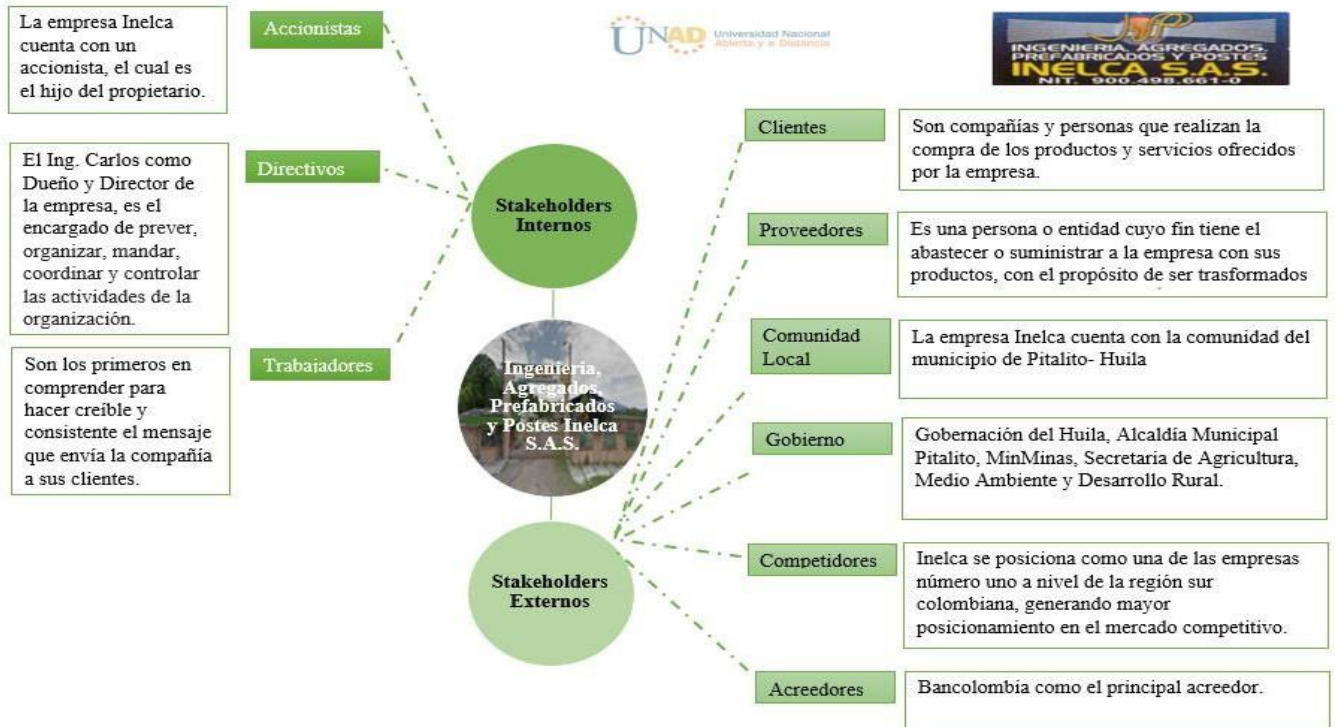 La empresa Inelca
cuenta con un
accionista, el cual es
el hijo del propietario.
Accionistas
UNAD Universidad Nacional
Abierta y a Distancia
INGENIERIA, AGREGADOS,
PREFABRICADOS Y POSTES
INELCA S.A.S.
NIT. 900.498.661-0
El Ing. Carlos como
Dueño y Director de
la empresa, es el
encargado de prever,
organizar, mandar,
coordinar y controlar
las actividades de la
organización.
Directivos
Son los primeros en
comprender para
hacer creíble y
consistente el mensaje
que envía la compañía
a sus clientes.
Trabajadores
Stakeholders
Internos
Ingeniería,
Agregados,
Prefabricados
y Postes Inelca
S.A.S.
Stakeholders
Externos
Clientes
Son compañías y personas que realizan la
compra de los productos y servicios ofrecidos
por la empresa.
Proveedores
Es una persona o entidad cuyo fin tiene el
abastecer o suministrar a la empresa con sus
productos, con el propósito de ser trasformados
Comunidad
Local
La empresa Inelca cuenta con la comunidad del
municipio de Pitalito- Huila
Gobierno
Gobernación del Huila, Alcaldía Municipal
Pitalito, MinMinas, Secretaria de Agricultura,
Medio Ambiente y Desarrollo Rural.
Competidores
Inelca se posiciona como una de las empresas
número uno a nivel de la región sur
colombiana, generando mayor
posicionamiento en el mercado competitivo.
Acreedores
Bancolombia como el principal acreedor.